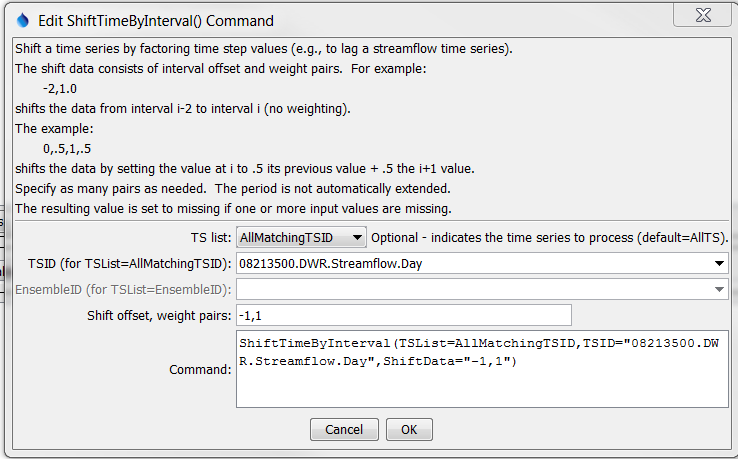 Edit ShiftTimeByInterval() Command
Shift a time series by factoring time step values (e.g., to lag a streamflow time series).
The shift data consists of interval offset and weight pairs.  For example:
-2,1.0
shifts the data from interval i-2 to interval i (no weighting).
The example:
0,.5,1,.5
shifts the data by setting the value at i to .5 its previous value + .5 the i+1 value.
Specify as many pairs as needed.  The period is not automatically extended.
The resulting value is set to missing if one or more input values are missing.
TS list: AllMatchingTSID Optional - indicates the time series to process (default=AllTS).
TSID (for TSList=AllMatchingTSID): 08213500.DWR.Streamflow.Day
EnsembleID (for TSList=EnsembleID):
Shift offset, weight pairs: -1,1
Command: ShiftTimeByInterval(TSList=AllMatchingTSID,TSID="08213500.DW
R.Streamflow.Day",ShiftData="-1,1")
Cancel OK